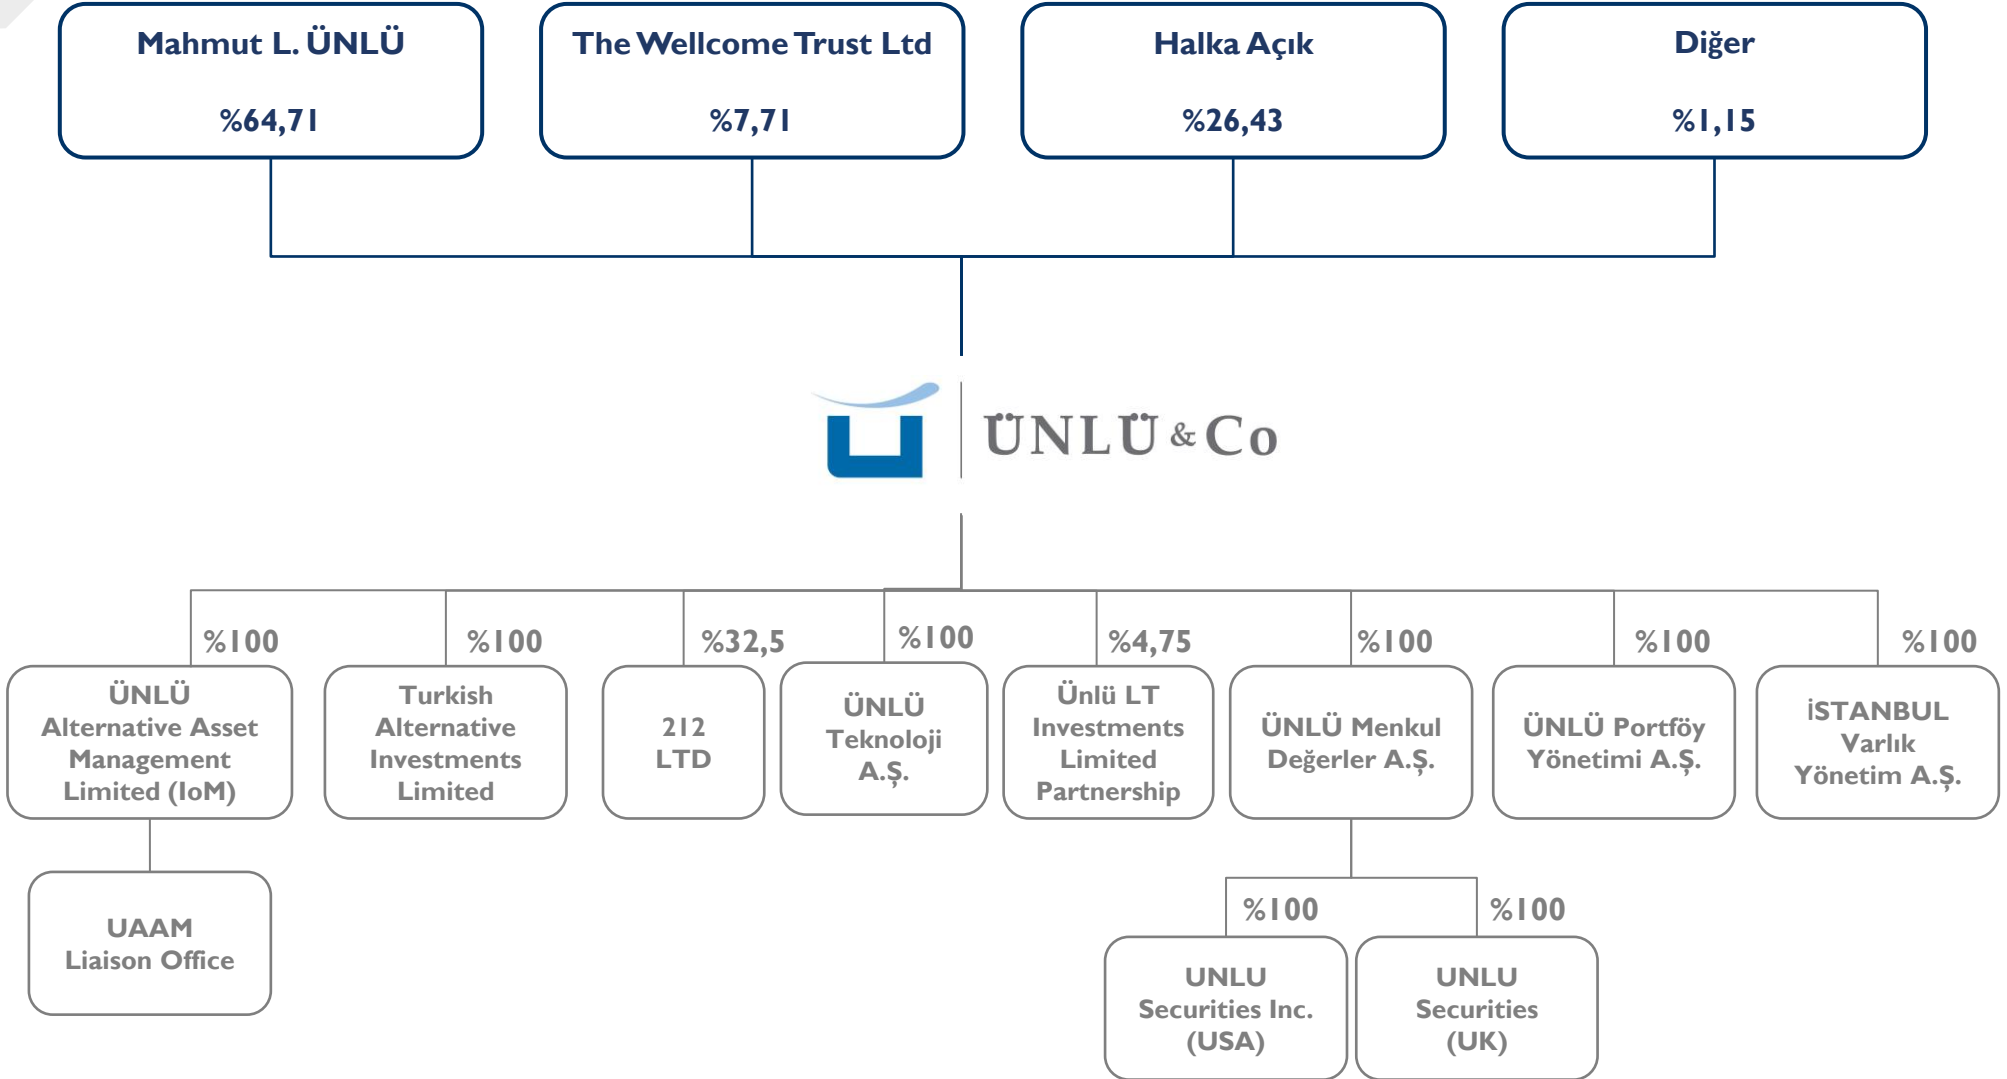 Mahmut L. ÜNLÜ
%64,71
The Wellcome Trust Ltd
%7,71
Halka Açık
%26,43
Diğer
%1,15
ÜNLÜ & Co
%100
ÜNLÜ
Alternative Asset
Management
Limited (IoM)
%100
Turkish
Alternative
Investments
Limited
%32,5
212
LTD
%100
ÜNLÜ
Teknoloji
A.Ş.
%4,75
Ünlü LT
Investments
Limited
Partnership
%100
ÜNLÜ Menkul
Değerler A.Ş.
%100
ÜNLÜ Portföy
Yönetimi A.Ş.
%100
İSTANBUL
Varlık
Yönetim A.Ş.
UAAM
Liaison Office
%100
UNLU
Securities Inc.
(USA)
%100
UNLU
Securities
(UK)